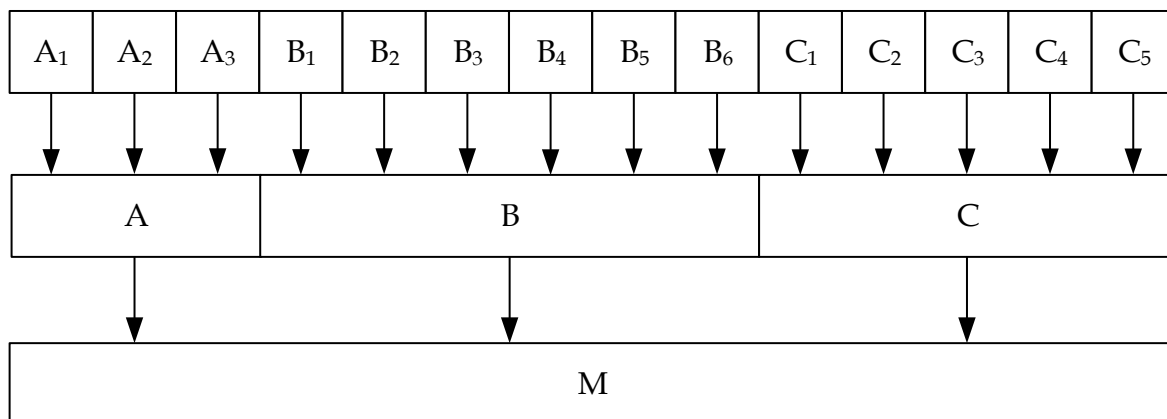 A₁ A₂ A₃ B₁ B₂ B₃ B₄ B₅ B₆ C₁ C₂ C₃ C₄ C₅
A B C
M